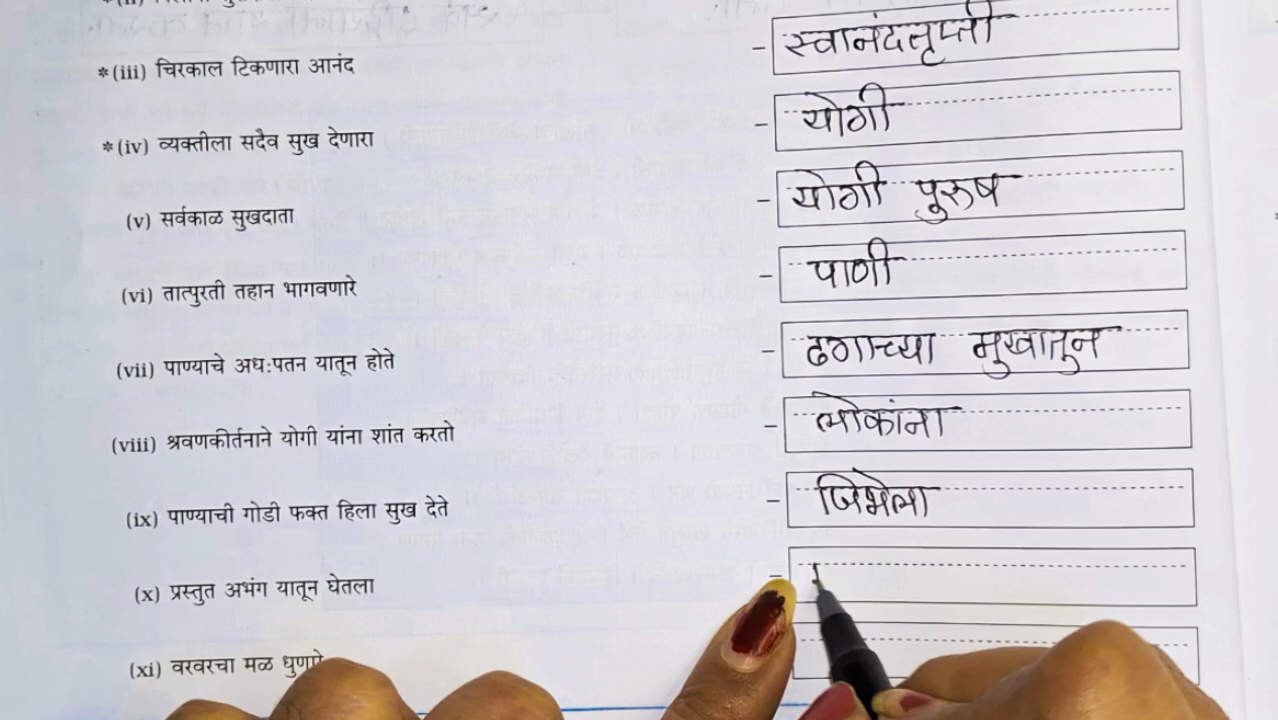 *(iii) चिरकाल टिकणारा आनंद - स्वानंदतृप्ती
*(iv) व्यक्तीला सदैव सुख देणारा - योगी
(v) सर्वकाळ सुखदाता - योगी पुरुष
(vi) तात्पुरती तहान भागवणारे - पाणी
(vii) पाण्याचे अध:पतन यातून होते - ढगाच्या मुखातुन
(viii) श्रवणकीर्तनाने योगी यांना शांत करतो - लोकांना
(ix) पाण्याची गोडी फक्त हिला सुख देते - जिभेला
(x) प्रस्तुत अभंग यातून घेतला -
(xi) वरवरचा मळ धुणारे